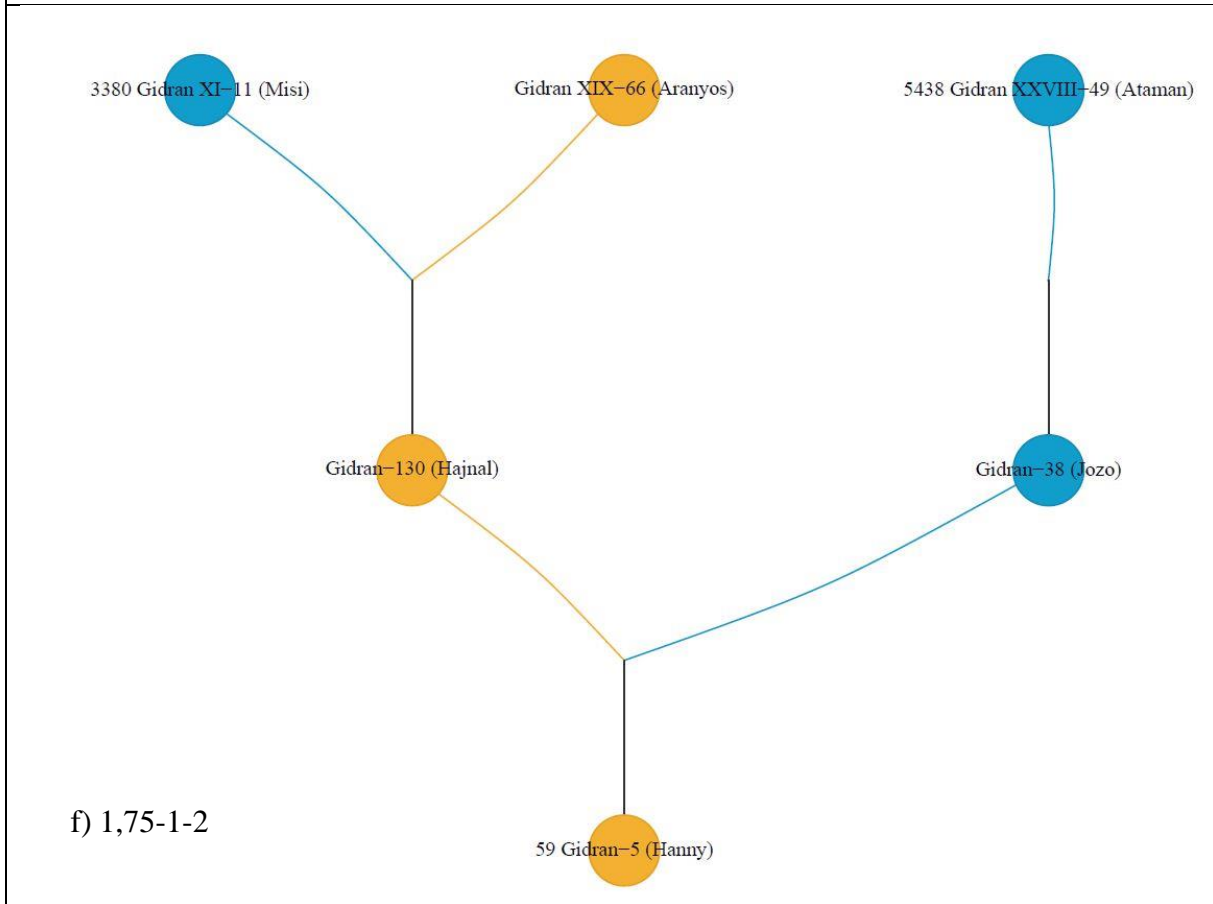 3380 Gidran XI−11 (Misi)
Gidran XIX−66 (Aranyos)
5438 Gidran XXVIII−49 (Ataman)
Gidran−130 (Hajnal)
Gidran−38 (Jozo)
f) 1,75-1-2
59 Gidran−5 (Hanny)